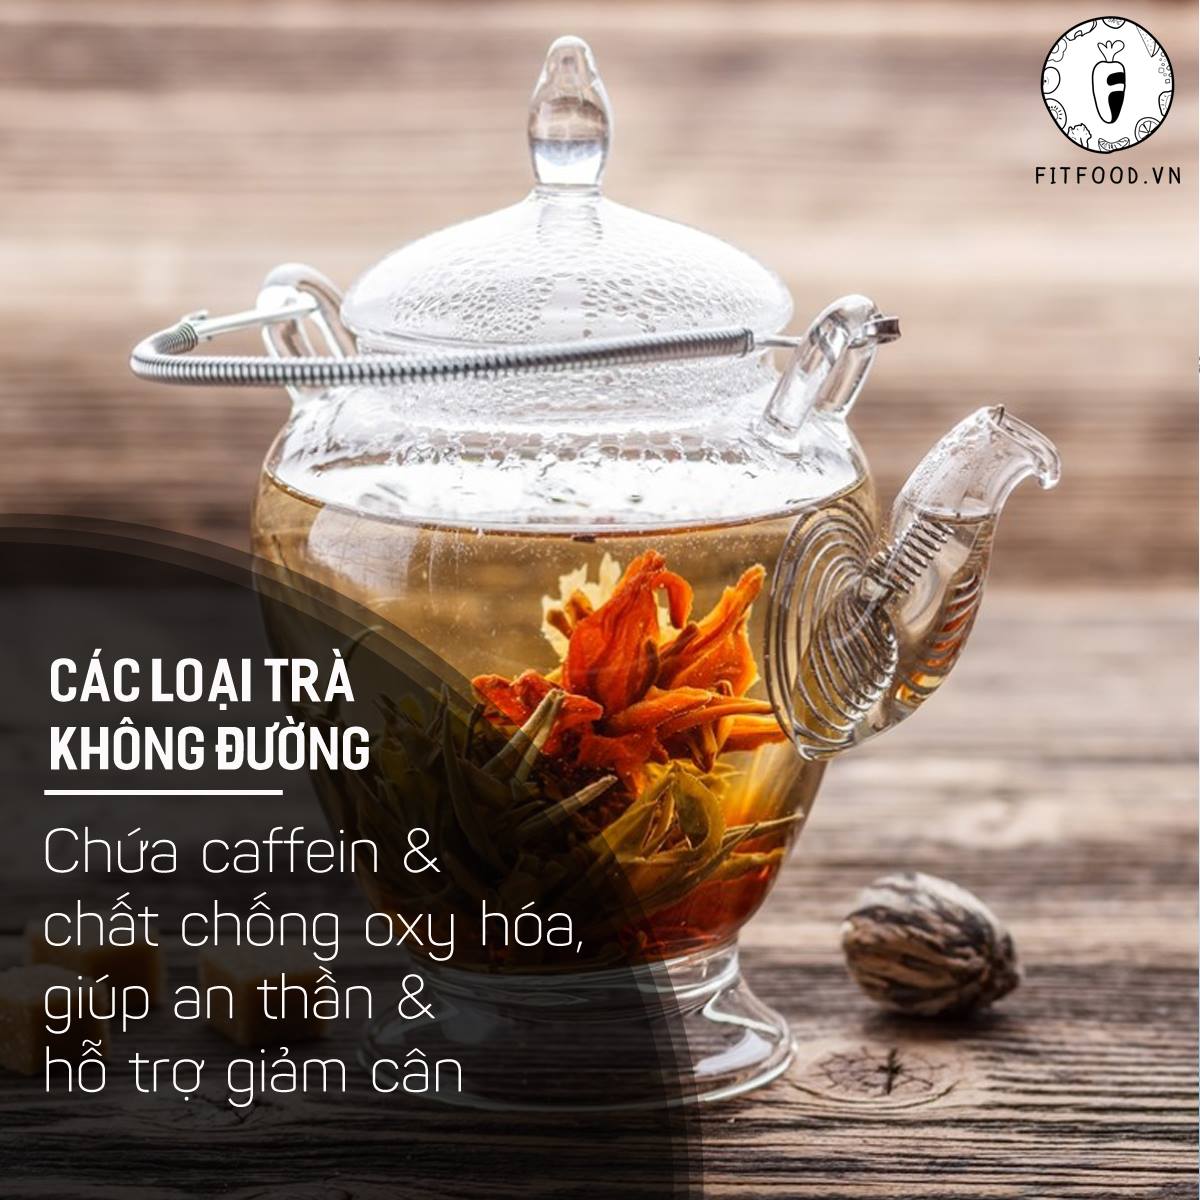 F
FITFOOD.VN
CÁC LOẠI TRÀ
KHÔNG ĐƯỜNG
Chứa caffein &
chất chống oxy hóa,
giúp an thần &
hỗ trợ giảm cân